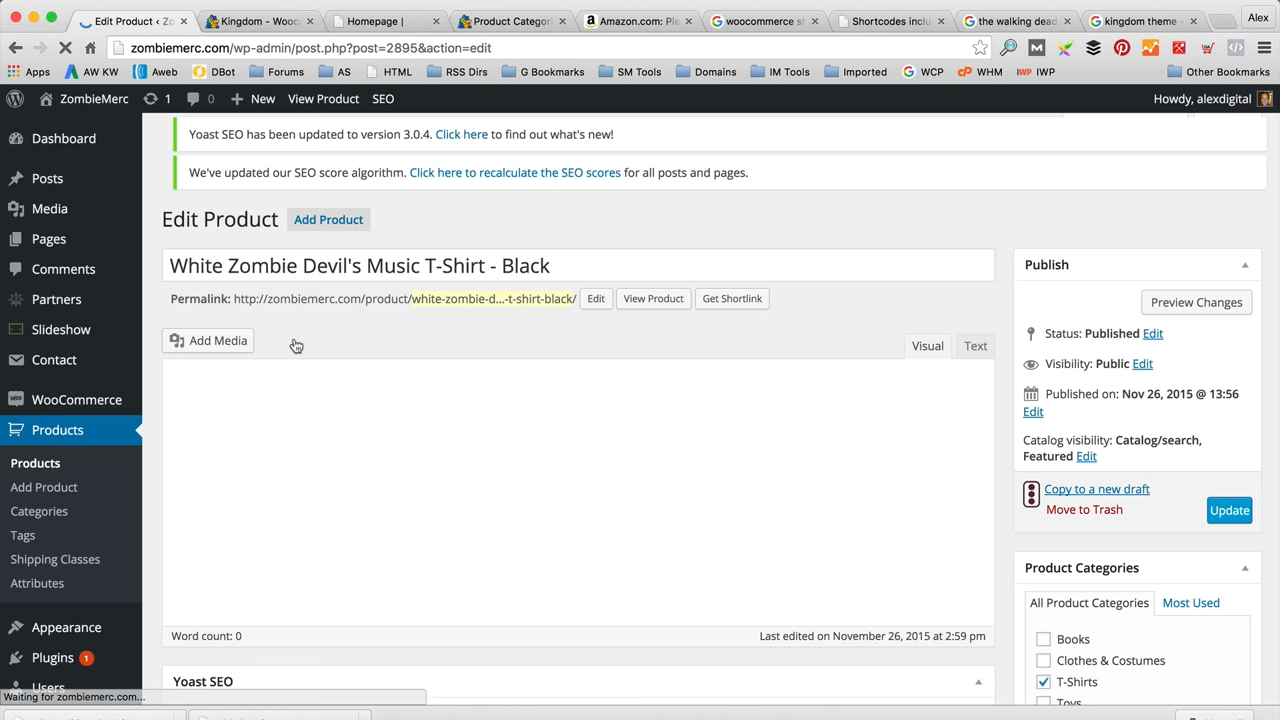 Edit Product < Z
Kingdom - Wooc
Homepage |
Product Categori
Amazon.com: Ple
woocommerce sl
Shortcodes inclu
the walking dead
kingdom theme -
Alex
zombiemerc.com/wp-admin/post.php?post=2895&action=edit
Apps
AW KW
Aweb
DBot
Forums
AS
HTML
RSS Dirs
G Bookmarks
SM Tools
Domains
IM Tools
Imported
WCP
WHM
IWP
Other Bookmarks
ZombieMerc
1
0
New
View Product
SEO
Howdy, alexdigital
Dashboard
Posts
Media
Pages
Comments
Partners
Slideshow
Contact
WooCommerce
Products
Products
Add Product
Categories
Tags
Shipping Classes
Attributes
Appearance
Plugins 1
Users
Waiting for zombiemerc.com...
Yoast SEO has been updated to version 3.0.4. Click here to find out what's new!
We've updated our SEO score algorithm. Click here to recalculate the SEO scores for all posts and pages.
Edit Product
Add Product
White Zombie Devil's Music T-Shirt - Black
Permalink: http://zombiemerc.com/product/white-zombie-d...-t-shirt-black/
Edit
View Product
Get Shortlink
Add Media
Visual
Text
Word count: 0
Last edited on November 26, 2015 at 2:59 pm
Yoast SEO
Publish
Preview Changes
Status: Published Edit
Visibility: Public Edit
Published on: Nov 26, 2015 @ 13:56
Edit
Catalog visibility: Catalog/search,
Featured Edit
Copy to a new draft
Move to Trash
Update
Product Categories
All Product Categories
Most Used
Books
Clothes & Costumes
T-Shirts
Toys